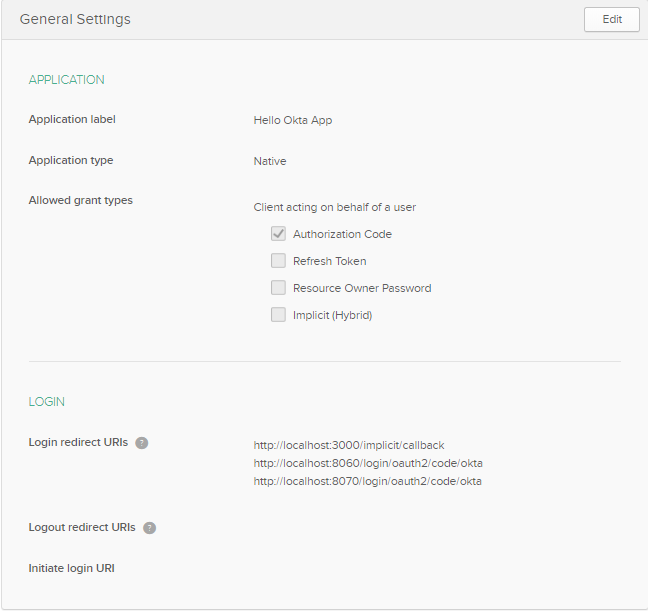 General Settings
Edit
APPLICATION
Application label
Hello Okta App
Application type
Native
Allowed grant types
Client acting on behalf of a user
Authorization Code
Refresh Token
Resource Owner Password
Implicit (Hybrid)
LOGIN
Login redirect URIs ?
http://localhost:3000/implicit/callback
http://localhost:8060/login/oauth2/code/okta
http://localhost:8070/login/oauth2/code/okta
Logout redirect URIs ?
Initiate login URI